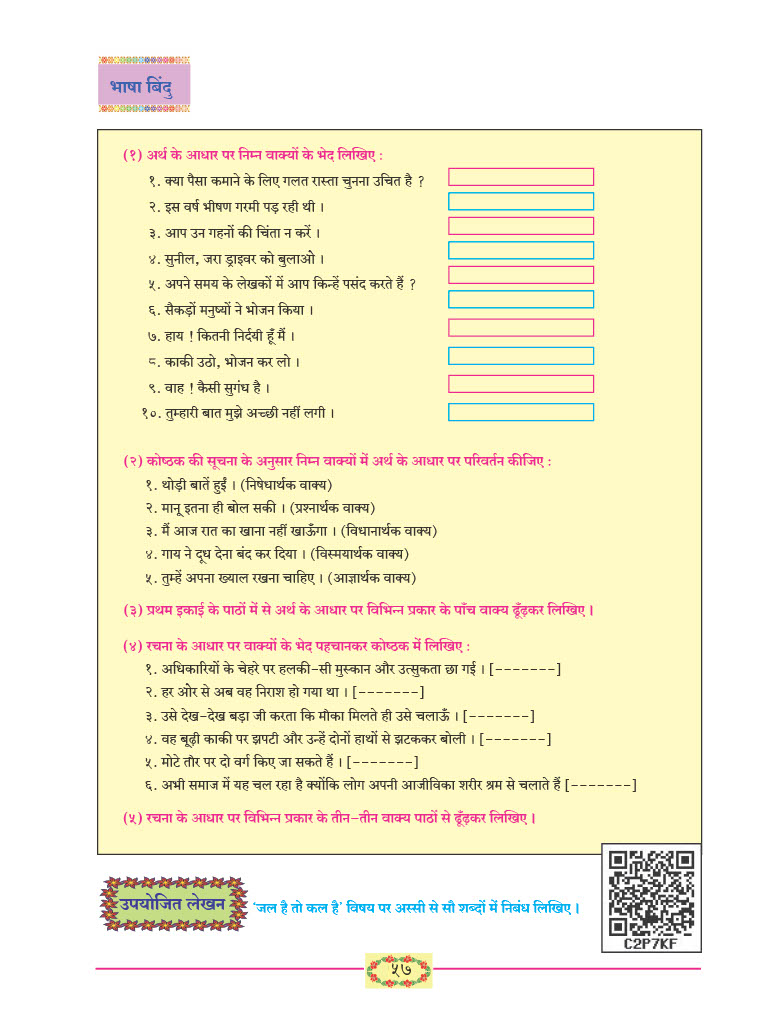 भाषा बिंदु
(१) अर्थ के आधार पर निम्न वाक्यों के भेद लिखिए :
१. क्या पैसा कमाने के लिए गलत रास्ता चुनना उचित है ?
२. इस वर्ष भीषण गरमी पड़ रही थी ।
३. आप उन गहनों की चिंता न करें ।
४. सुनील, जरा ड्राइवर को बुलाओ ।
५. अपने समय के लेखकों में आप किन्हें पसंद करते हैं ?
६. सैकड़ों मनुष्यों ने भोजन किया ।
७. हाय ! कितनी निर्दयी हूँ मैं ।
८. काकी उठो, भोजन कर लो ।
९. वाह ! कैसी सुगंध है ।
१०. तुम्हारी बात मुझे अच्छी नहीं लगी ।
(२) कोष्ठक की सूचना के अनुसार निम्न वाक्यों में अर्थ के आधार पर परिवर्तन कीजिए :
१. थोड़ी बातें हुईं । (निषेधार्थक वाक्य)
२. मानू इतना ही बोल सकी । (प्रश्नार्थक वाक्य)
३. मैं आज रात का खाना नहीं खाऊँगा । (विधानार्थक वाक्य)
४. गाय ने दूध देना बंद कर दिया । (विस्मयार्थक वाक्य)
५. तुम्हें अपना ख्याल रखना चाहिए । (आज्ञार्थक वाक्य)
(३) प्रथम इकाई के पाठों में से अर्थ के आधार पर विभिन्न प्रकार के पाँच वाक्य ढूँढ़कर लिखिए ।
(४) रचना के आधार पर वाक्यों के भेद पहचानकर कोष्ठक में लिखिए :
१. अधिकारियों के चेहरे पर हलकी-सी मुस्कान और उत्सुकता छा गई । [-------]
२. हर ओर से अब वह निराश हो गया था । [-------]
३. उसे देख-देख बड़ा जी करता कि मौका मिलते ही उसे चलाऊँ । [-------]
४. वह बूढ़ी काकी पर झपटी और उन्हें दोनों हाथों से झटककर बोली । [-------]
५. मोटे तौर पर दो वर्ग किए जा सकते हैं । [-------]
६. अभी समाज में यह चल रहा है क्योंकि लोग अपनी आजीविका शरीर श्रम से चलाते हैं [-------]
(५) रचना के आधार पर विभिन्न प्रकार के तीन-तीन वाक्य पाठों से ढूँढ़कर लिखिए ।
उपयोजित लेखन
‘जल है तो कल है’ विषय पर अस्सी से सौ शब्दों में निबंध लिखिए ।
C2P7KF
५७